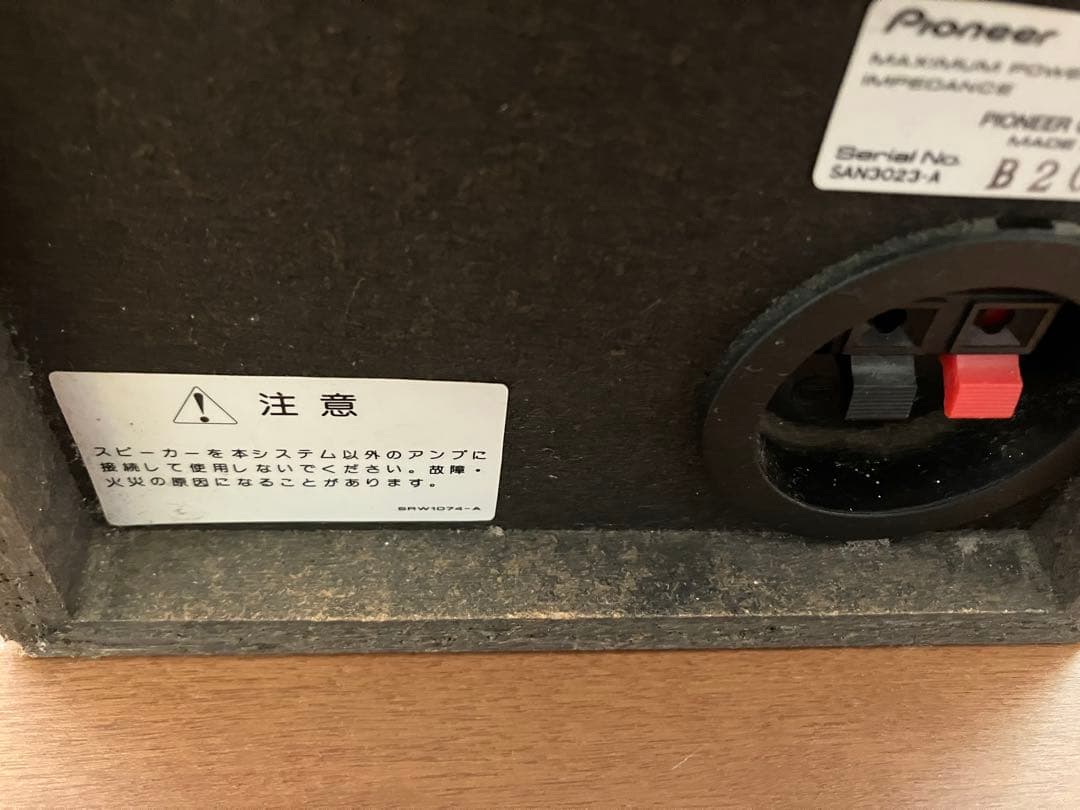 Pioneer
MAXIMUM POWE
IMPEDANCE
PIONEER
MADE
Serial No.
SAN3023-A
B20
注意
スピーカーを本システム以外のアンプに
接続して使用しないでください。故障・
火災の原因になることがあります。
SRW1074-A